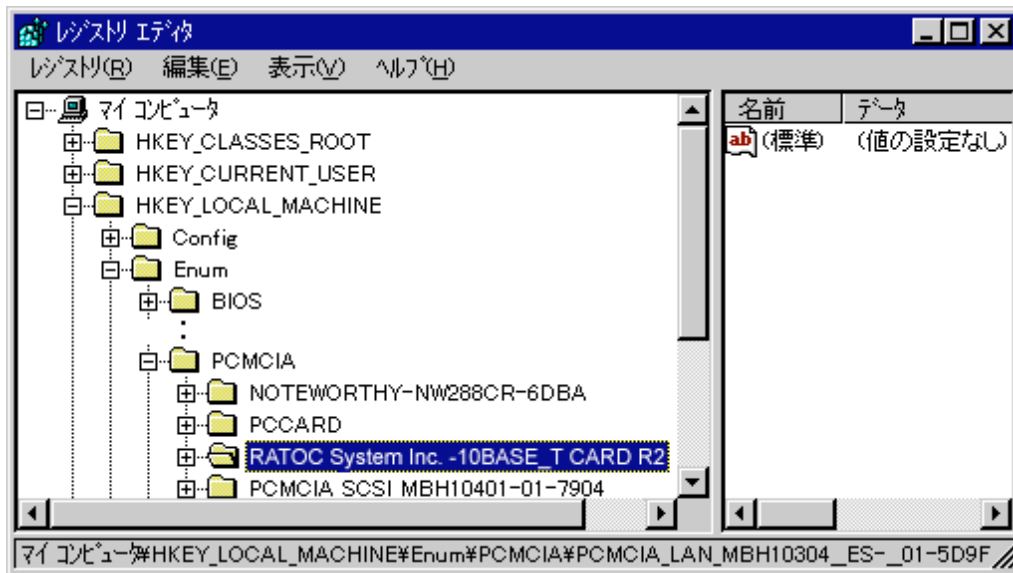 レジストリ エディタ
レジストリ(R) 編集(E) 表示(V) ヘルプ(H)
マイ コンピュータ
名前 データ
HKEY_CLASSES_ROOT
ab (標準) (値の設定なし)
HKEY_CURRENT_USER
HKEY_LOCAL_MACHINE
Config
Enum
BIOS
:
PCMCIA
NOTEWORTHY-NW288CR-6DBA
PCCARD
RATOC System Inc. -10BASE_T CARD R2
PCMCIA SCSI MBH10401-01-7904
マイ コンピュータ¥HKEY_LOCAL_MACHINE¥Enum¥PCMCIA¥PCMCIA_LAN_MBH10304_ES-_01-5D9F